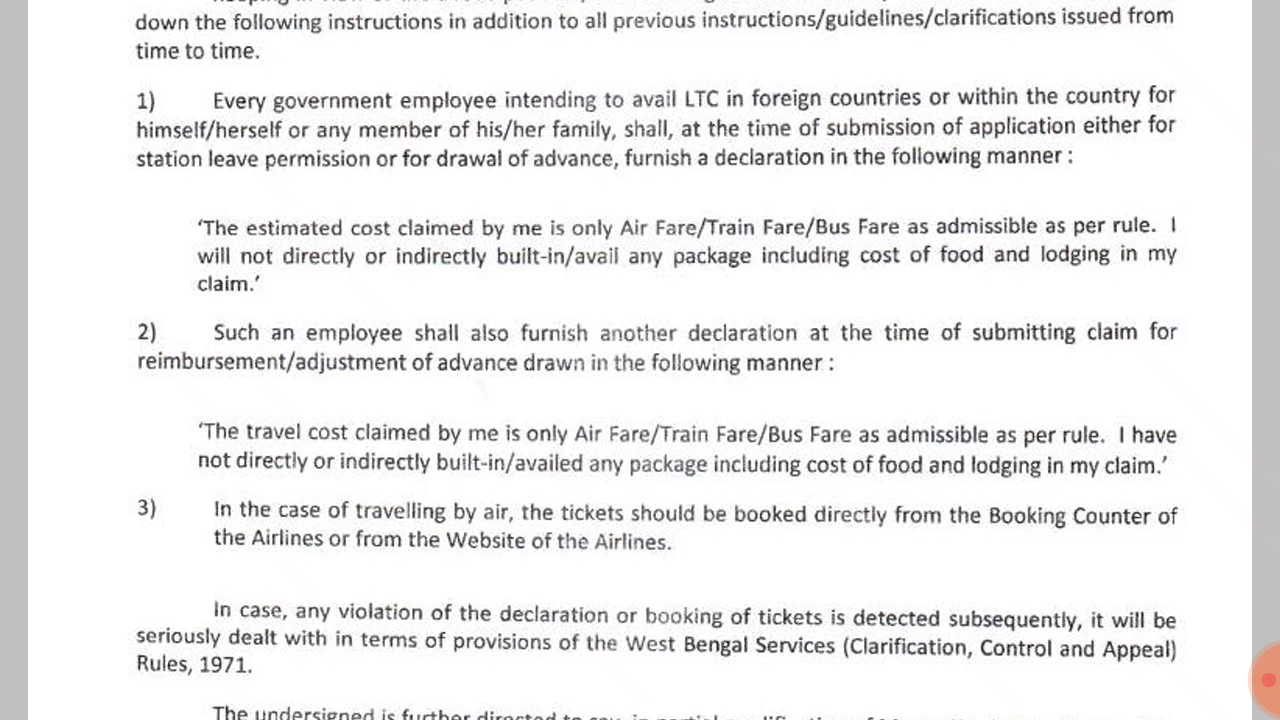 down the following instructions in addition to all previous instructions/guidelines/clarifications issued from
time to time.
1) Every government employee intending to avail LTC in foreign countries or within the country for
himself/herself or any member of his/her family, shall, at the time of submission of application either for
station leave permission or for drawal of advance, furnish a declaration in the following manner :
‘The estimated cost claimed by me is only Air Fare/Train Fare/Bus Fare as admissible as per rule. I
will not directly or indirectly built-in/avail any package including cost of food and lodging in my
claim.’
2) Such an employee shall also furnish another declaration at the time of submitting claim for
reimbursement/adjustment of advance drawn in the following manner :
‘The travel cost claimed by me is only Air Fare/Train Fare/Bus Fare as admissible as per rule. I have
not directly or indirectly built-in/availed any package including cost of food and lodging in my claim.’
3) In the case of travelling by air, the tickets should be booked directly from the Booking Counter of
the Airlines or from the Website of the Airlines.
In case, any violation of the declaration or booking of tickets is detected subsequently, it will be
seriously dealt with in terms of provisions of the West Bengal Services (Clarification, Control and Appeal)
Rules, 1971.
The undersigned is further directed to